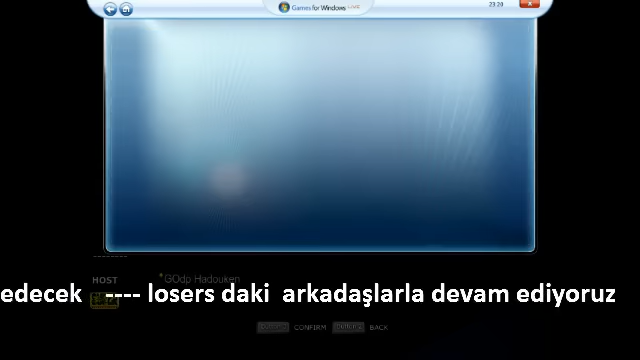 Games for Windows LIVE
23:20
GOdp Hadouken
HOST
edecek ---- losers daki arkadaşlarla devam ediyoruz
CONFIRM
BACK